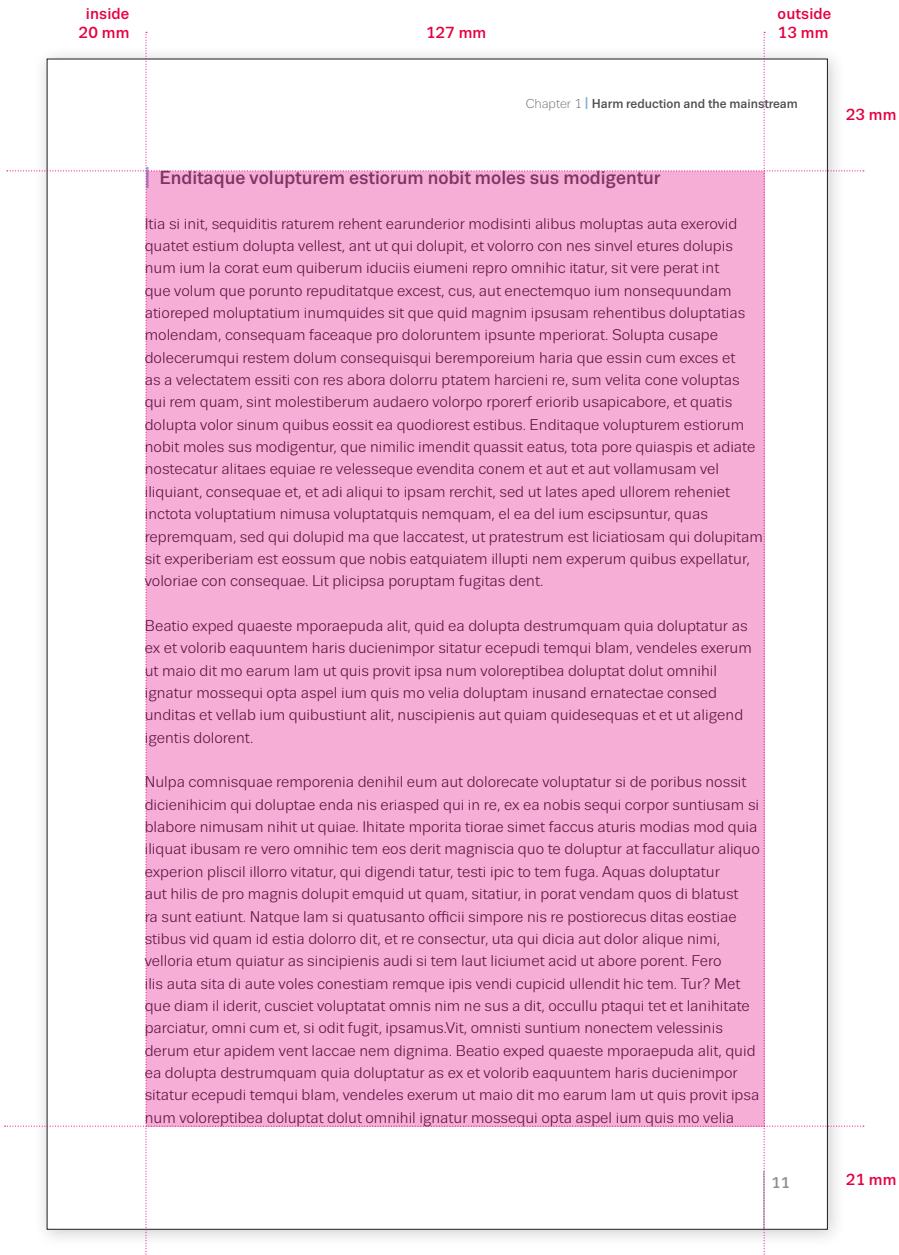 inside
20 mm
127 mm
outside
13 mm
Chapter 1 | Harm reduction and the mainstream
23 mm
Enditaque volupturem estiorum nobit moles sus modigentur
Itia si init, sequiditis raturem rehent earunderior modisinti alibus moluptas auta exerovid
quatet estium dolupta vellest, ant ut qui dolupit, et volorro con nes sinvel etures dolupis
num ium la corat eum quiberum iduciis eiumeni repro omnihic itatur, sit vere perat int
que volum que porunto repuditatque excest, cus, aut enectemquo ium nonsequundam
atioreped moluptatium inumquides sit que quid magnim ipsusam rehentibus doluptatias
molendam, consequam faceaque pro doloruntem ipsunte mperiorat. Solupta cusape
dolecerumqui restem dolum consequisqui beremporeium haria que essin cum exces et
as a velectatem essiti con res abora dolorru ptatem harcieni re, sum velita cone voluptas
qui rem quam, sint molestiberum audaero volorpo rporerf eriorib usapicabore, et quatis
dolupta volor sinum quibus eossit ea quodiorest estibus. Enditaque volupturem estiorum
nobit moles sus modigentur, que nimilic imendit quassit eatus, tota pore quiaspis et adiate
nostecatur alitaes equiae re velesseque evendita conem et aut et aut vollamusam vel
iliquiant, consequae et, et adi aliqui to ipsam rerchit, sed ut lates aped ullorem reheniet
inctota voluptatium nimusa voluptatquis nemquam, el ea del ium escipsuntur, quas
repremquam, sed qui dolupid ma que laccatest, ut pratestrum est liciatiosam qui dolupitam
sit experiberiam est eossum que nobis eatquiatem illupti nem experum quibus expellatur,
voloriae con consequae. Lit plicipsa poruptam fugitas dent.
Beatio exped quaeste mporaepuda alit, quid ea dolupta destrumquam quia doluptatur as
ex et volorib eaquuntem haris ducienimpor sitatur ecepudi temqui blam, vendeles exerum
ut maio dit mo earum lam ut quis provit ipsa num voloreptibea doluptat dolut omnihil
ignatur mossequi opta aspel ium quis mo velia doluptam inusand ernatectae consed
unditas et vellab ium quibustiunt alit, nuscipienis aut quiam quidesequas et et ut aligend
igentis dolorent.
Nulpa comnisquae remporenia denihil eum aut dolorecate voluptatur si de poribus nossit
dicienihicim qui doluptae enda nis eriasped qui in re, ex ea nobis sequi corpor suntiusam si
blabore nimusam nihit ut quiae. Ihitate mporita tiorae simet faccus aturis modias mod quia
iliquat ibusam re vero omnihic tem eos derit magniscia quo te doluptur at faccullatur aliquo
experion pliscil illorro vitatur, qui digendi tatur, testi ipic to tem fuga. Aquas doluptatur
aut hilis de pro magnis dolupit emquid ut quam, sitatiur, in porat vendam quos di blatust
ra sunt eatiunt. Natque lam si quatusanto officii simpore nis re postiorecus ditas eostiae
stibus vid quam id estia dolorro dit, et re consectur, uta qui dicia aut dolor alique nimi,
velloria etum quiatur as sincipienis audi si tem laut liciumet acid ut abore porent. Fero
ilis auta sita di aute voles conestiam remque ipis vendi cupicid ullendit hic tem. Tur? Met
que diam il iderit, cusciet voluptatat omnis nim ne sus a dit, occullu ptaqui tet et lanihitate
parciatur, omni cum et, si odit fugit, ipsamus.Vit, omnisti suntium nonectem velessinis
derum etur apidem vent laccae nem dignima. Beatio exped quaeste mporaepuda alit, quid
ea dolupta destrumquam quia doluptatur as ex et volorib eaquuntem haris ducienimpor
sitatur ecepudi temqui blam, vendeles exerum ut maio dit mo earum lam ut quis provit ipsa
num voloreptibea doluptat dolut omnihil ignatur mossequi opta aspel ium quis mo velia
11
21 mm